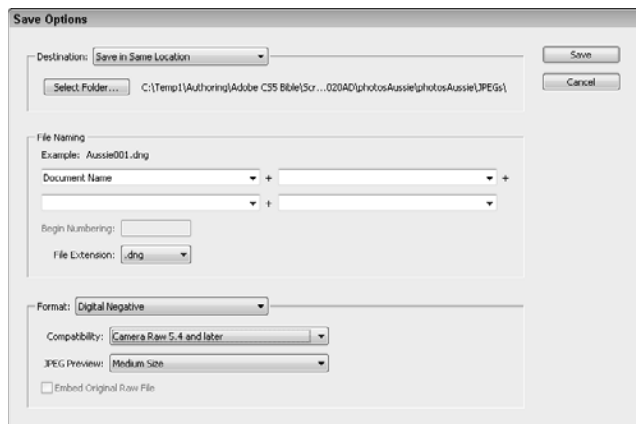 Save Options
Destination: Save in Same Location
Save
Select Folder... C:\Temp1\Authoring\Adobe CS5 Bible\Scr...020AD\photosAussie\photosAussie\JPEGs\
Cancel
File Naming
Example: Aussie001.dng
Document Name + +
+
Begin Numbering:
File Extension: .dng
Format: Digital Negative
Compatibility: Camera Raw 5.4 and later
JPEG Preview: Medium Size
Embed Original Raw File